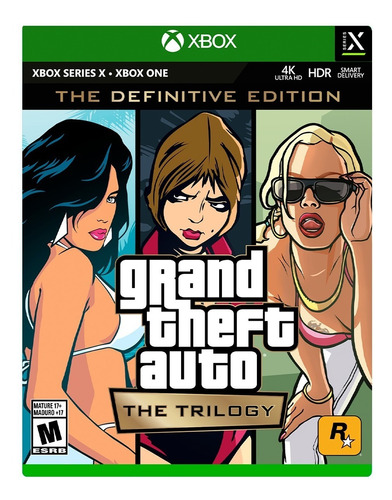 XBOX
SERIES X
XBOX SERIES X • XBOX ONE
4K ULTRA HD HDR SMART DELIVERY
THE DEFINITIVE EDITION
grand
theft
auto
THE TRILOGY
MATURE 17+
MADURO +17
M
ESRB
R